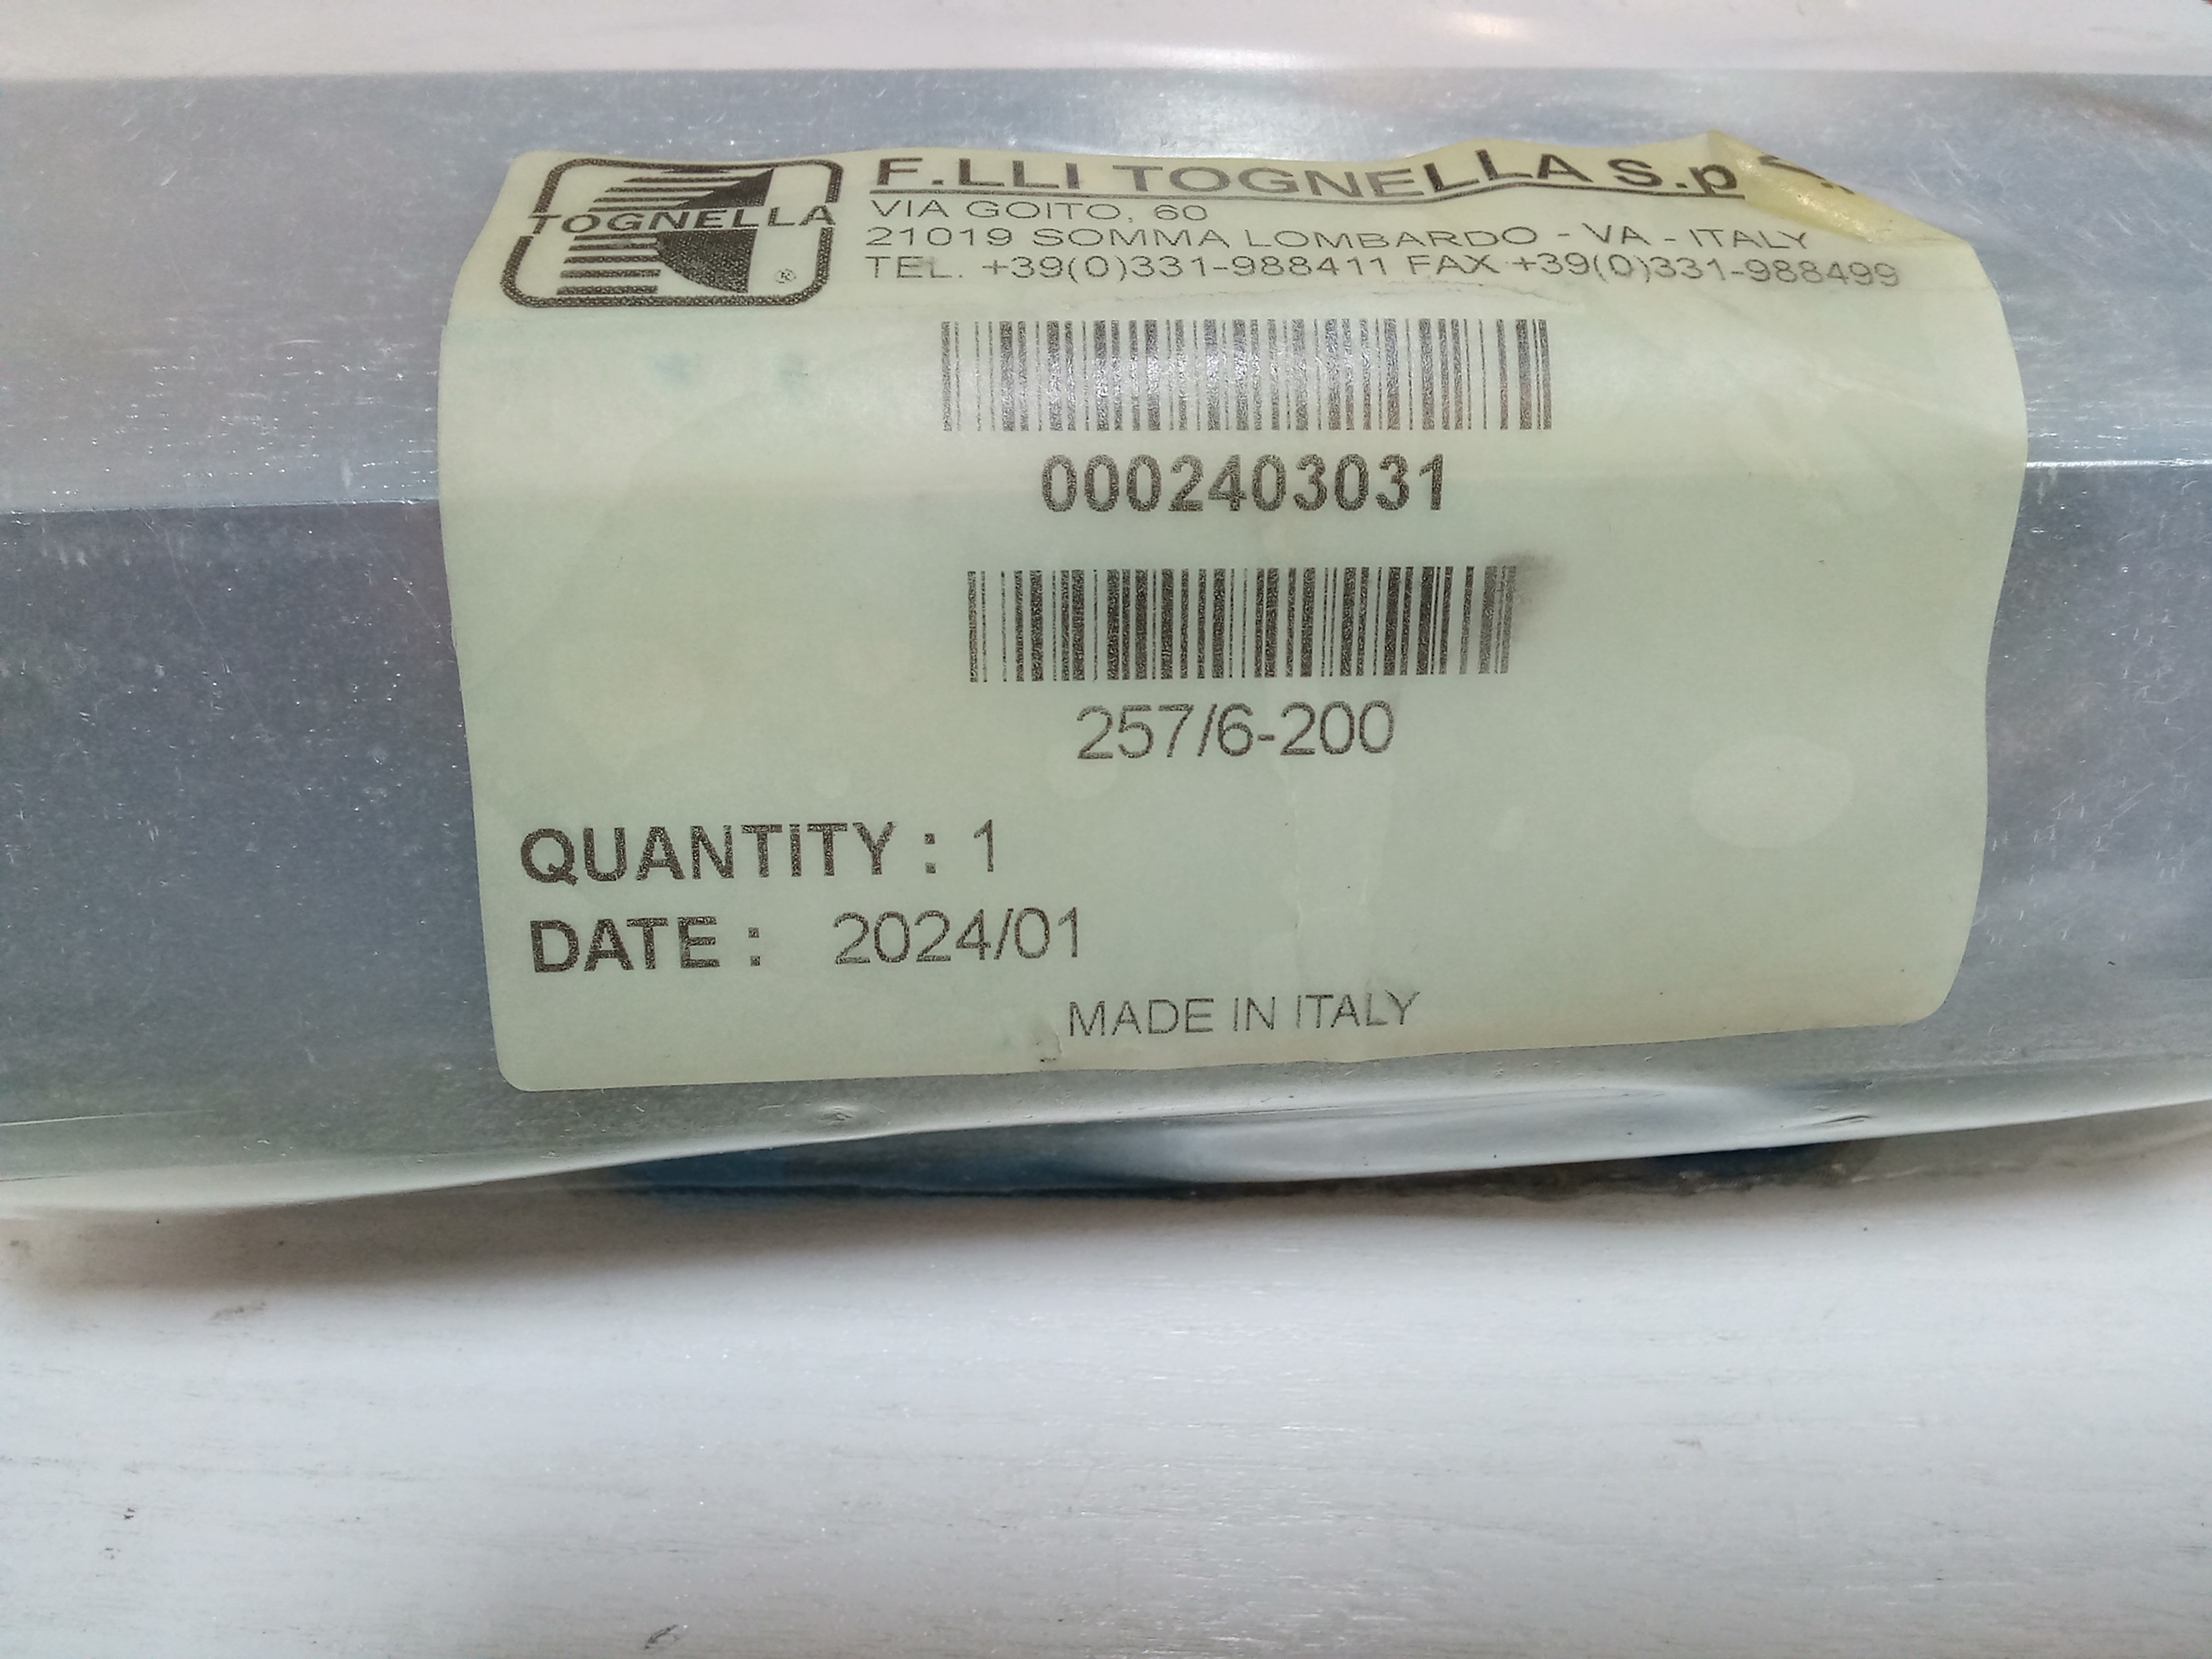 TOGNELLA
®
F.LLI TOGNELLA S.p
VIA GOITO, 60
21019 SOMMA LOMBARDO - VA - ITALY
TEL. +39(0)331-988411 FAX +39(0)331-988499
0002403031
257/6-200
QUANTITY : 1
DATE : 2024/01
MADE IN ITALY